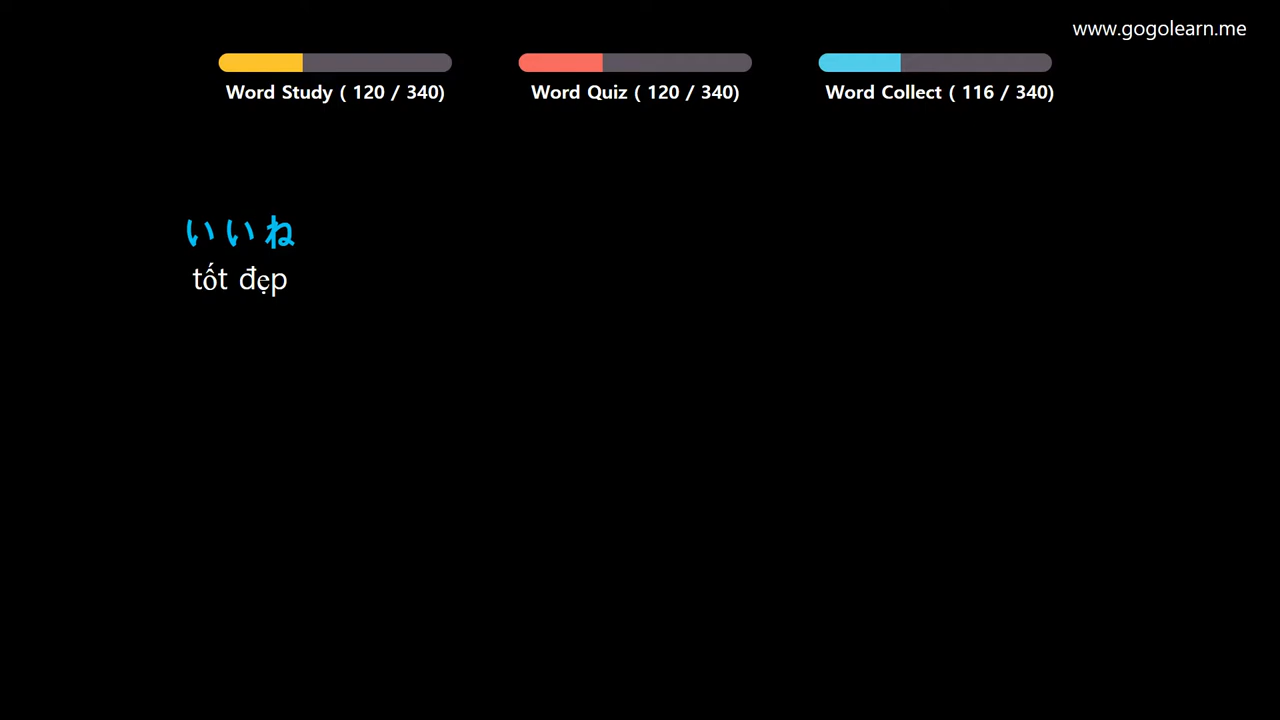 www.gogolearn.me
Word Study ( 120 / 340)
Word Quiz ( 120 / 340)
Word Collect ( 116 / 340)
いいね
tốt đẹp